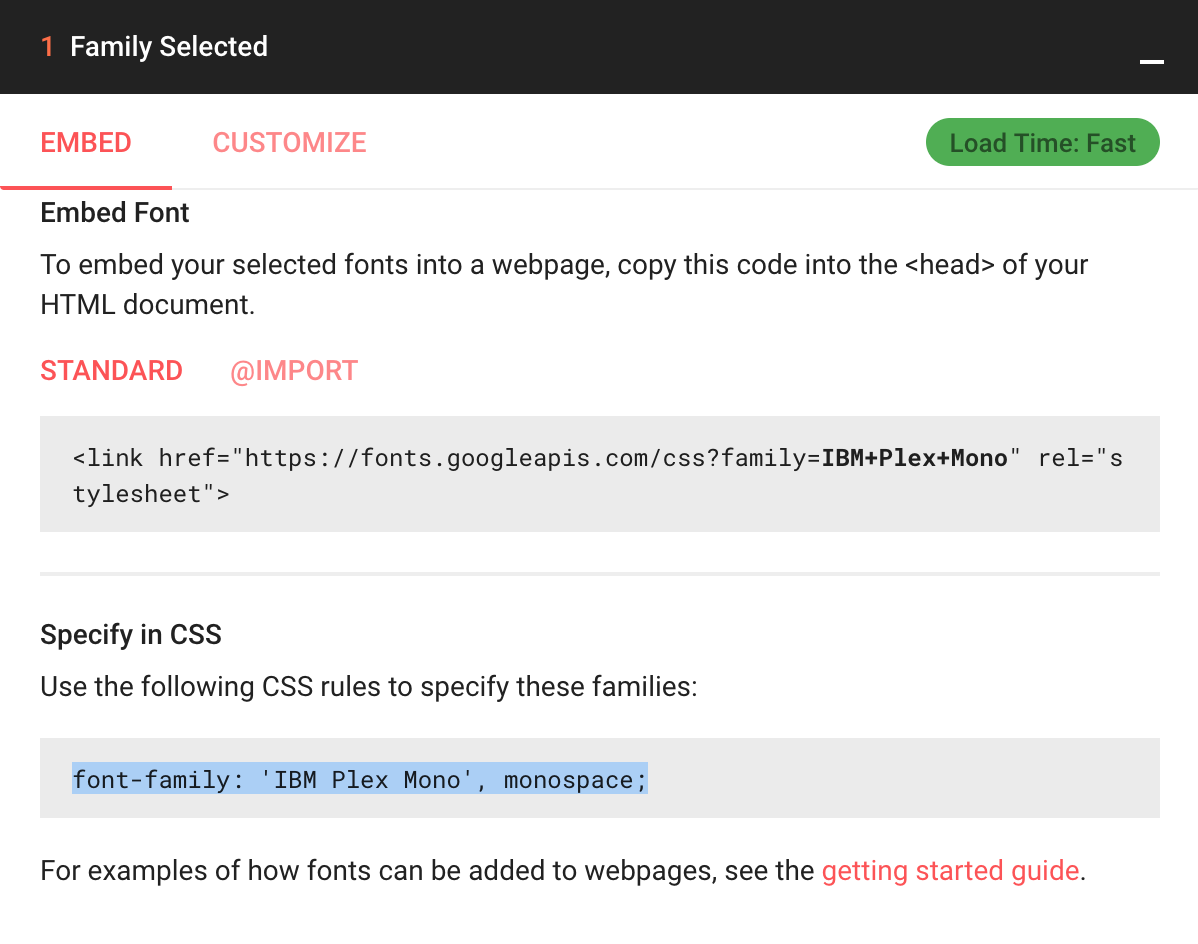 1 Family Selected
EMBED CUSTOMIZE Load Time: Fast
Embed Font
To embed your selected fonts into a webpage, copy this code into the <head> of your
HTML document.
STANDARD @IMPORT
<link href="https://fonts.googleapis.com/css?family=IBM+Plex+Mono" rel="s
tylesheet">
Specify in CSS
Use the following CSS rules to specify these families:
font-family: 'IBM Plex Mono', monospace;
For examples of how fonts can be added to webpages, see the getting started guide.